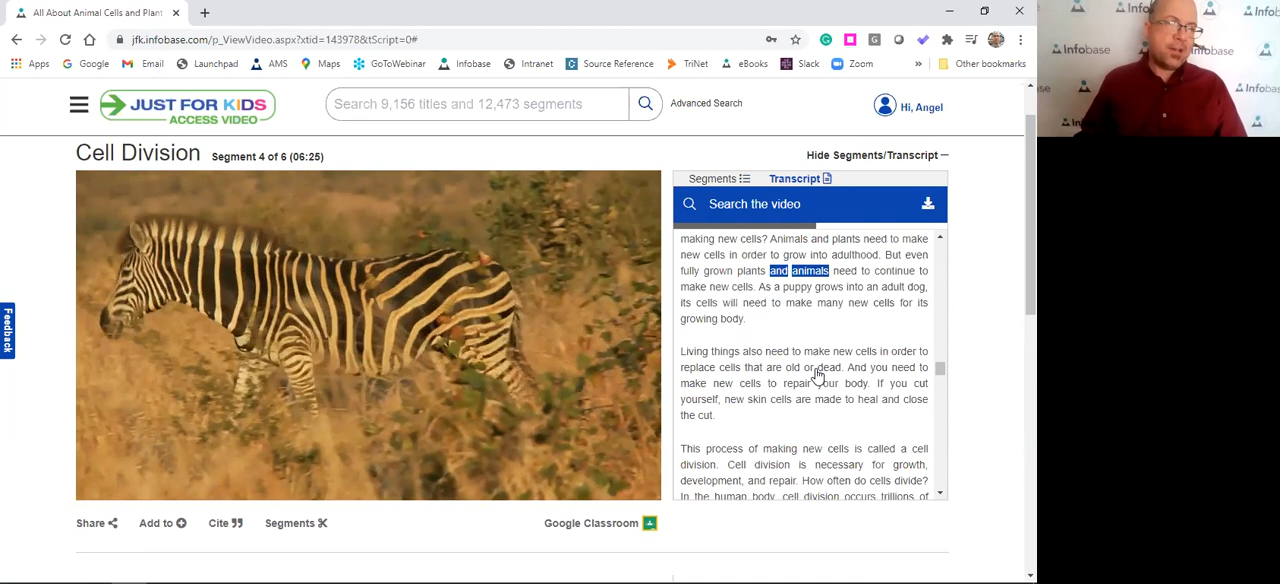 All About Animal Cells and Plant
jfk.infobase.com/p_ViewVideo.aspx?xtid=143978&tScript=0#
Apps Google Email Launchpad AMS Maps GoToWebinar Infobase Intranet Source Reference TriNet eBooks Slack Zoom » Other bookmarks
JUST FOR KIDS
ACCESS VIDEO
Search 9,156 titles and 12,473 segments
Advanced Search
Hi, Angel
Cell Division Segment 4 of 6 (06:25)
Hide Segments/Transcript —
Segments Transcript
Search the video
making new cells? Animals and plants need to make
new cells in order to grow into adulthood. But even
fully grown plants and animals need to continue to
make new cells. As a puppy grows into an adult dog,
its cells will need to make many new cells for its
growing body.
Living things also need to make new cells in order to
replace cells that are old or dead. And you need to
make new cells to repair your body. If you cut
yourself, new skin cells are made to heal and close
the cut.
This process of making new cells is called a cell
division. Cell division is necessary for growth,
development, and repair. How often do cells divide?
In the human body, cell division occurs trillions of
Share Add to Cite Segments
Google Classroom
Feedback
Infobase